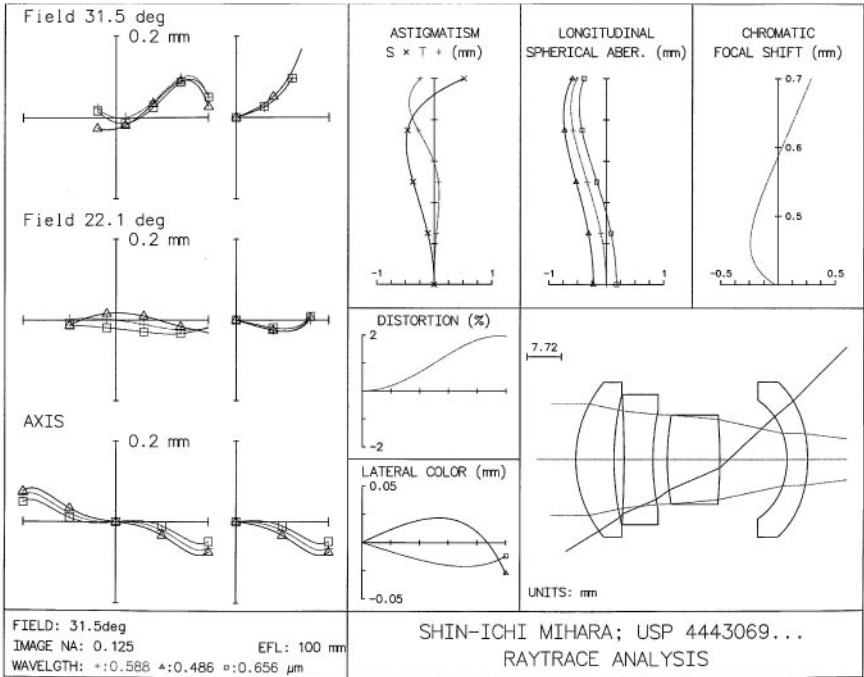 Field 31.5 deg
0.2 mm
Field 22.1 deg
0.2 mm
AXIS
0.2 mm
ASTIGMATISM
S × T + (mm)
-1
1
LONGITUDINAL
SPHERICAL ABER. (mm)
-1
1
CHROMATIC
FOCAL SHIFT (mm)
0.7
0.6
0.5
-0.5
0.5
DISTORTION (%)
2
-2
LATERAL COLOR (mm)
0.05
-0.05
7.72
UNITS: mm
FIELD: 31.5deg
IMAGE NA: 0.125
EFL: 100 mm
WAVELGTH: +:0.588 ▵:0.486 ▫:0.656 µm
SHIN-ICHI MIHARA; USP 4443069...
RAYTRACE ANALYSIS